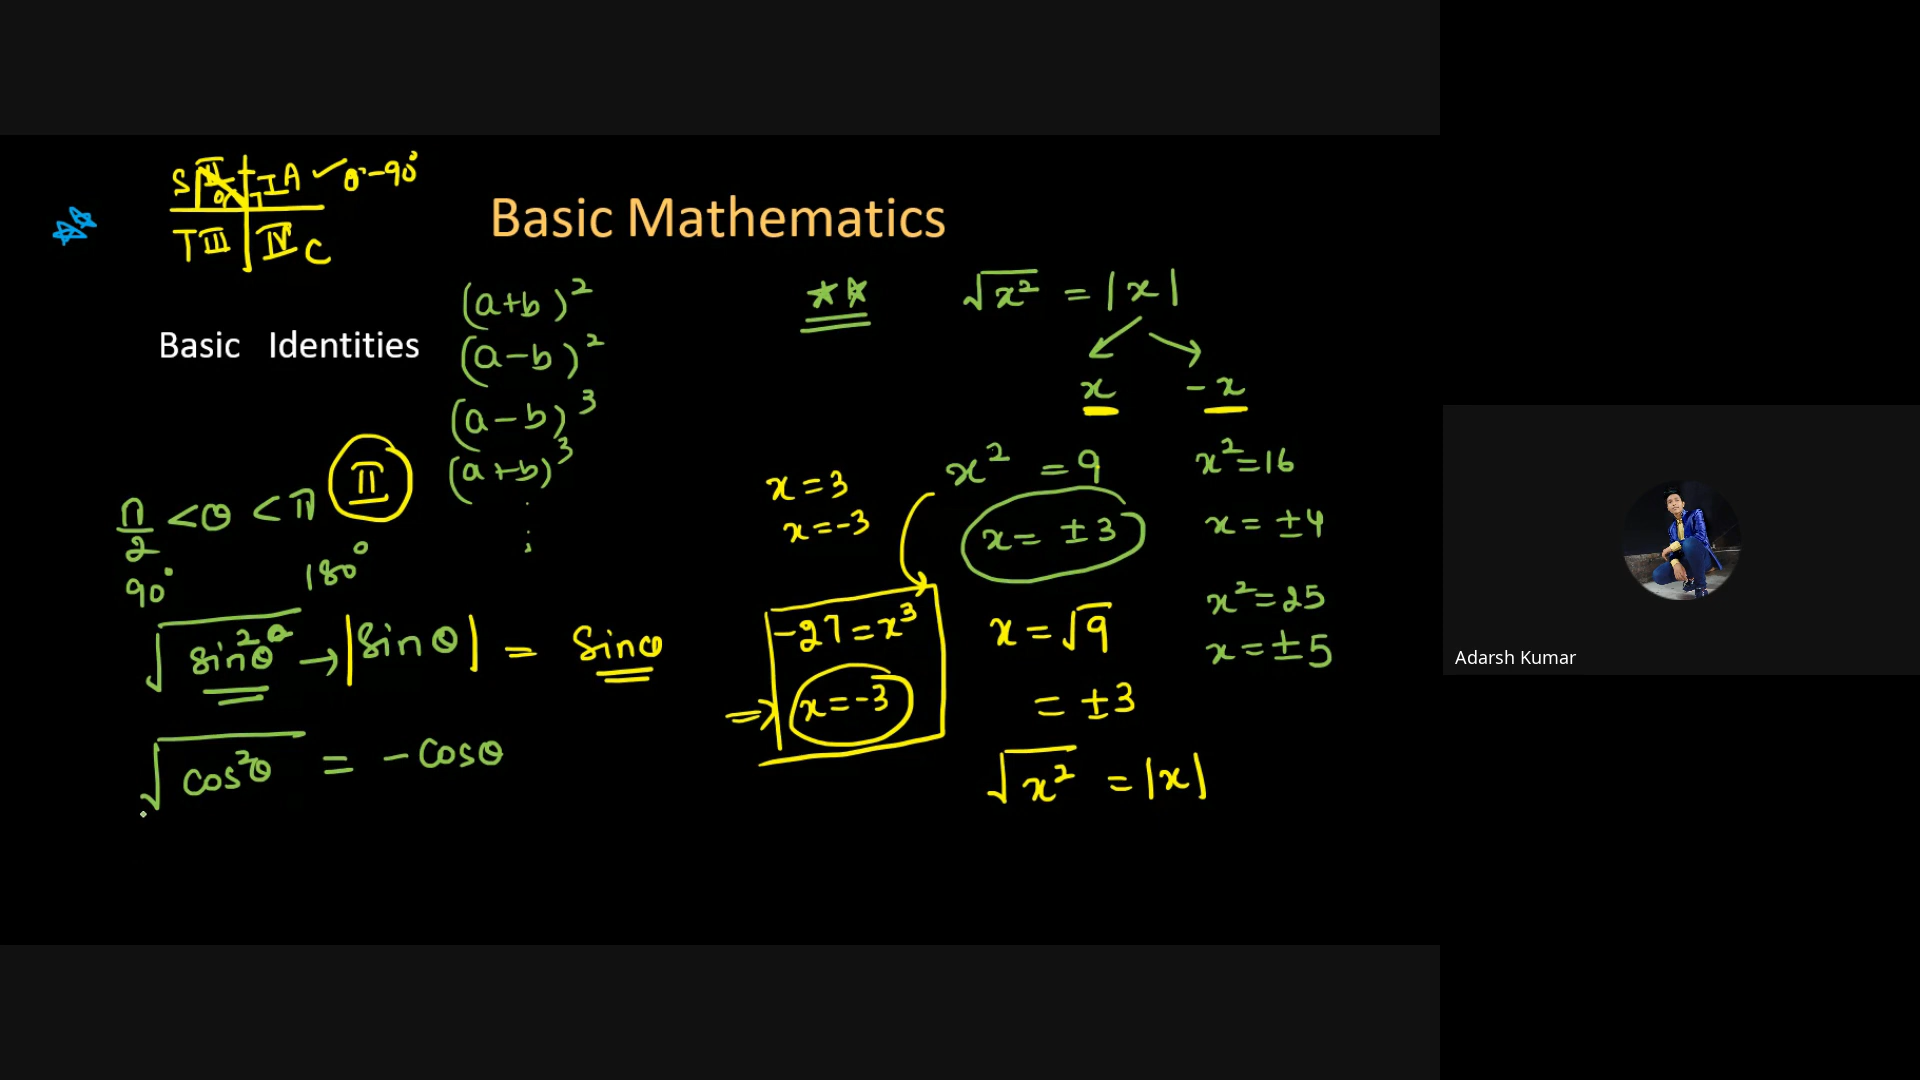 S II I A ✓ 0°-90°
T III IV C
Basic Mathematics
Basic Identities
(a+b)²
(a-b)²
(a-b)³
(a+b)³
√x² = |x|
x -x
π/2 < θ < π II
90° 180°
√sin²θ → |sin θ| = sinθ
√cos²θ = -cosθ
x=3
x=-3
-27=x³
⇒ x=-3
x² = 9
x = ±3
x = √9
= ±3
√x² = |x|
x²=16
x = ±4
x²=25
x = ±5
Adarsh Kumar